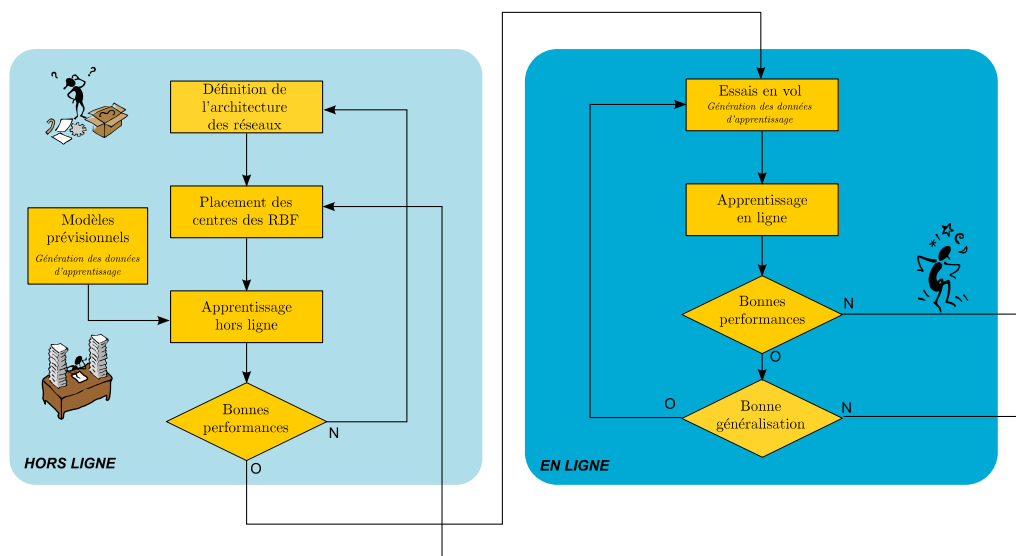 ? ?
Définition de
l'architecture
des réseaux
Placement des
centres des RBF
Modèles
prévisionnels
Génération des données
d'apprentissage
Apprentissage
hors ligne
Bonnes
performances
N
O
HORS LIGNE
Essais en vol
Génération des données
d'apprentissage
Apprentissage
en ligne
Bonnes
performances
N
O
Bonne
généralisation
O
N
EN LIGNE